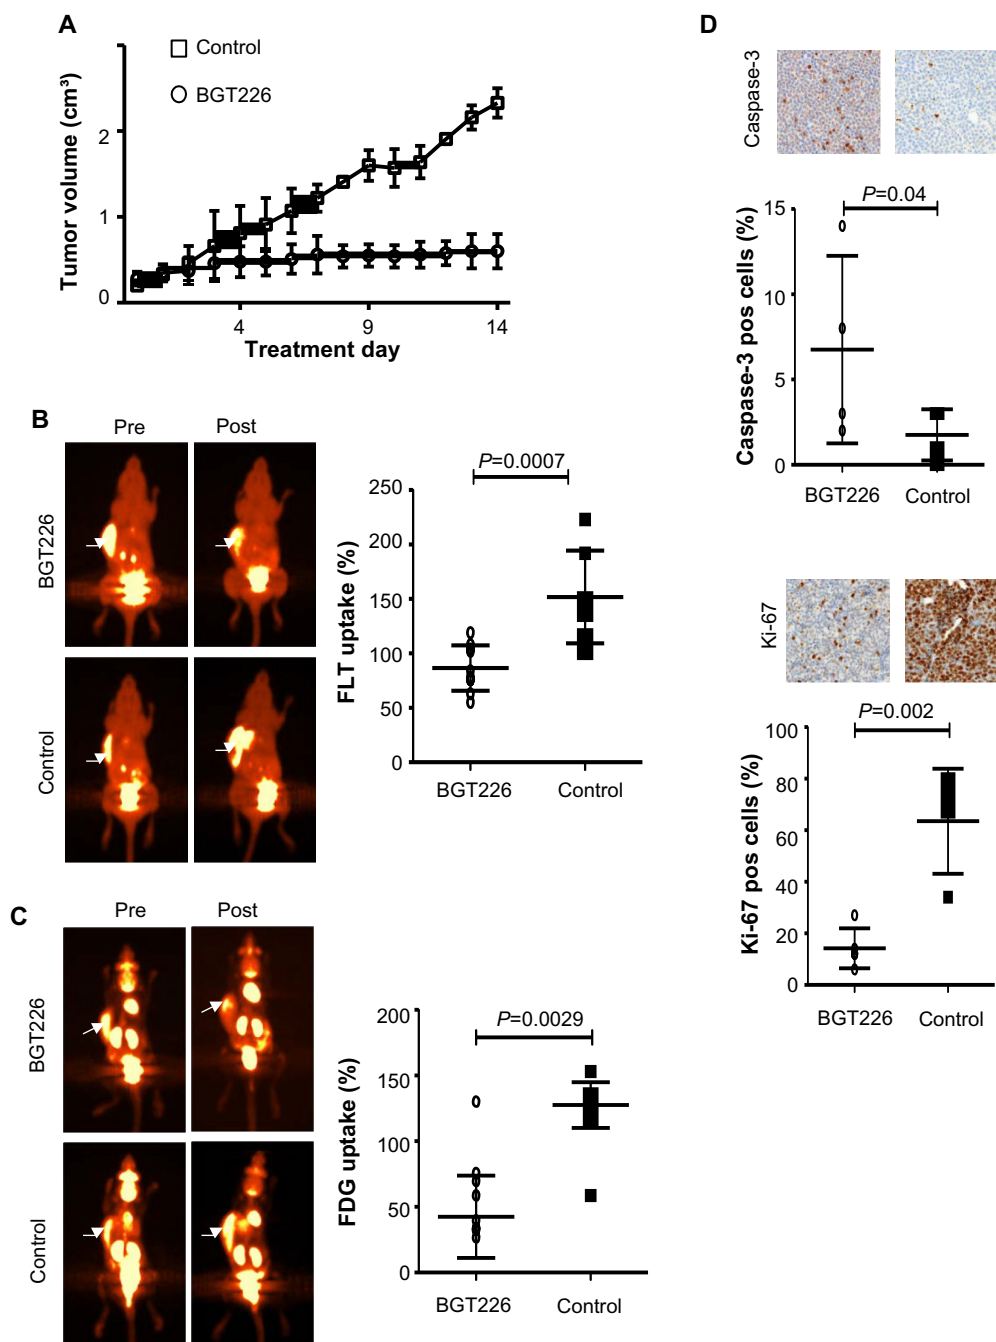 A
Control
BGT226
Tumor volume (cm³)
2
1
0
4
9
14
Treatment day
B
Pre
Post
BGT226
Control
P=0.0007
FLT uptake (%)
250
200
150
100
50
0
BGT226
Control
C
Pre
Post
BGT226
Control
P=0.0029
FDG uptake (%)
200
150
100
50
0
BGT226
Control
D
Caspase-3
P=0.04
Caspase-3 pos cells (%)
15
10
5
0
BGT226
Control
Ki-67
P=0.002
Ki-67 pos cells (%)
100
80
60
40
20
0
BGT226
Control